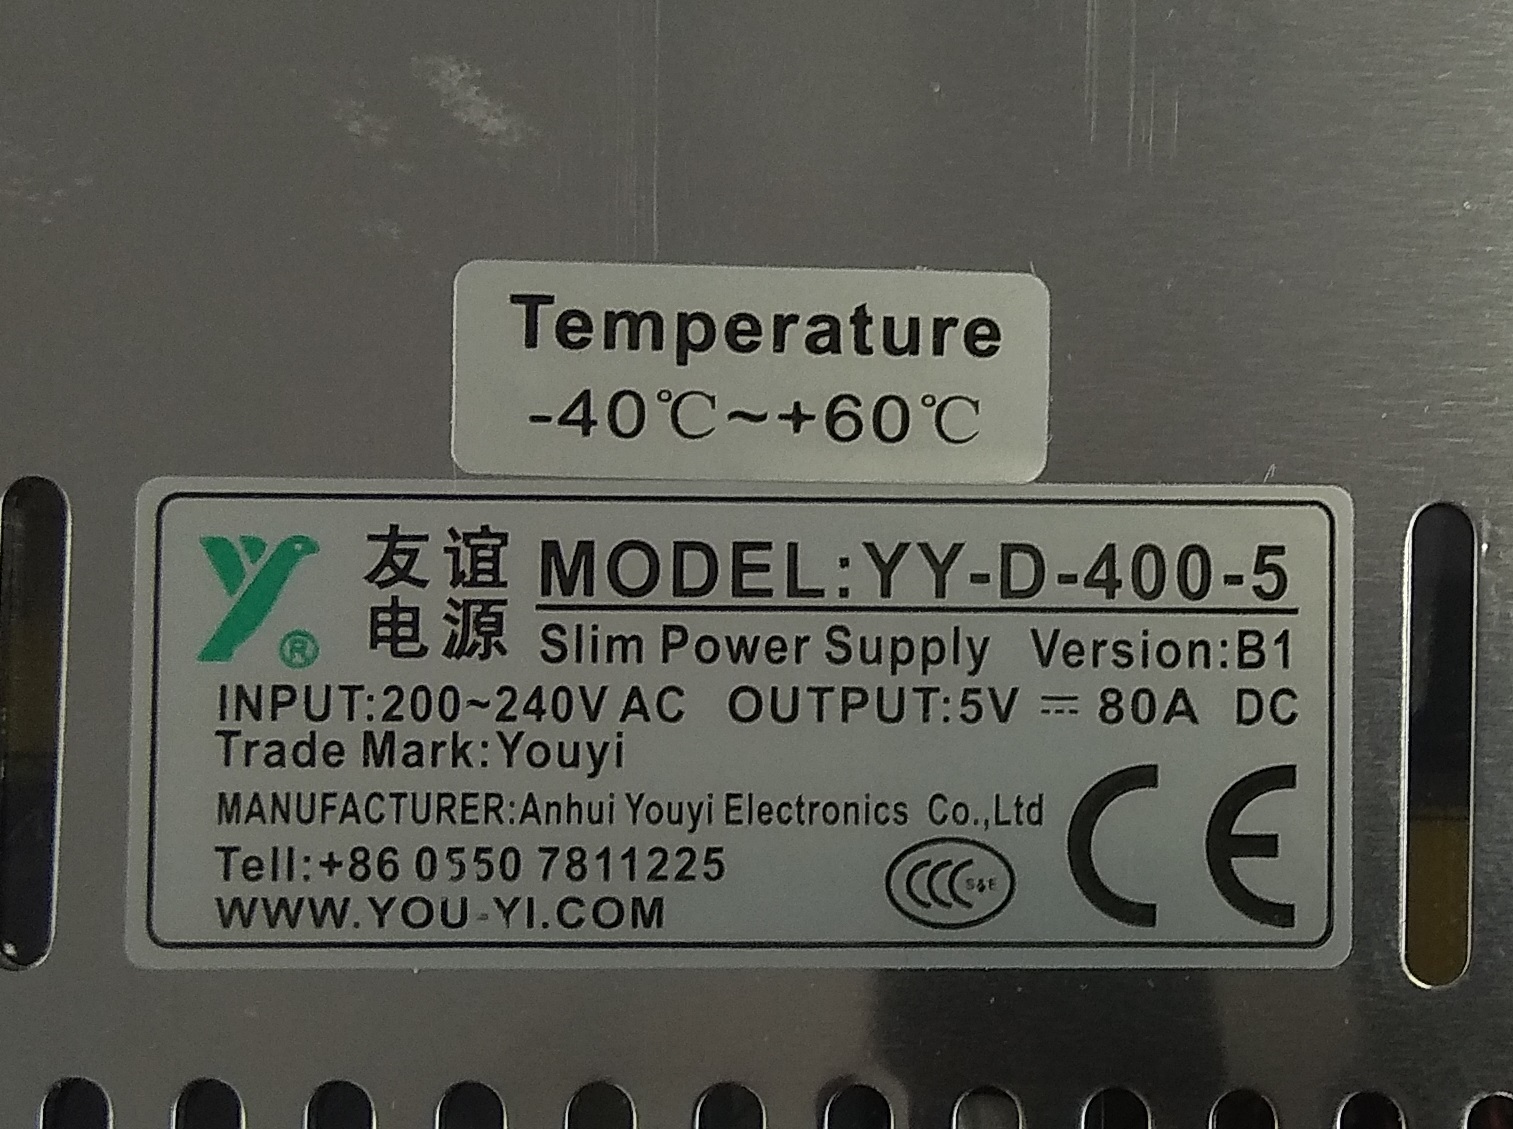 Temperature
-40℃~+60℃
友谊
电源
MODEL:YY-D-400-5
Slim Power Supply Version:B1
INPUT:200~240V AC OUTPUT:5V ⎓ 80A DC
Trade Mark:Youyi
MANUFACTURER:Anhui Youyi Electronics Co.,Ltd
Tell:+86 0550 7811225
WWW.YOU-YI.COM
CCC S&E
CE